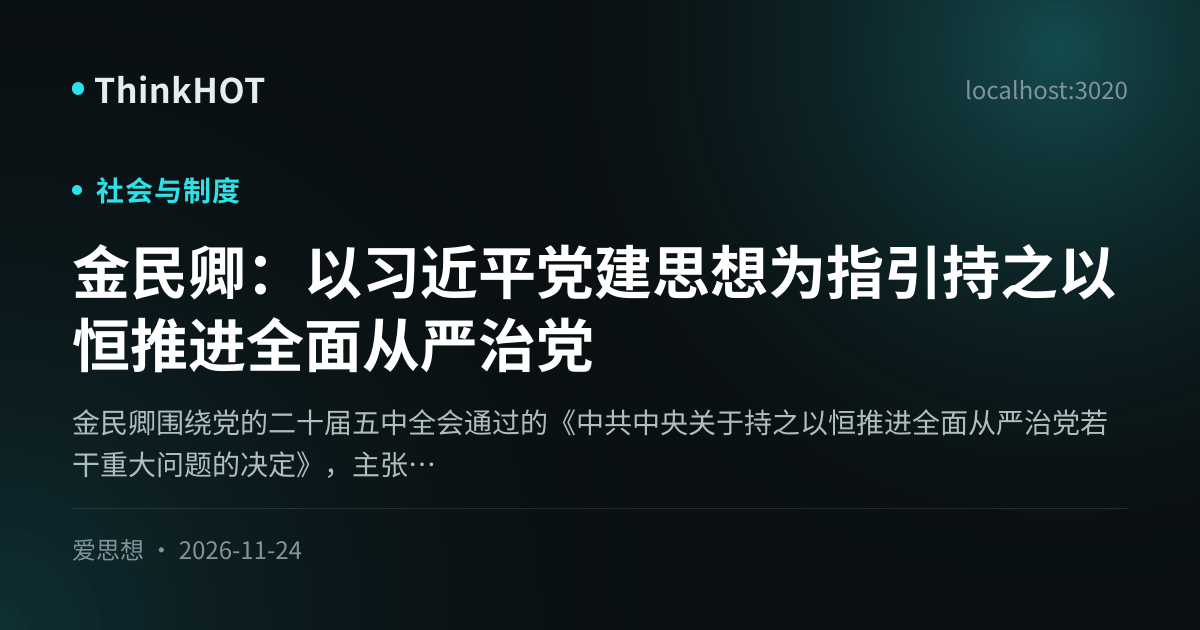 ThinkHOT
localhost:3020
社会与制度
金民卿：以习近平党建思想为指引持之以
恒推进全面从严治党
金民卿围绕党的二十届五中全会通过的《中共中央关于持之以恒推进全面从严治党若
干重大问题的决定》，主张…
爱思想 · 2026-11-24